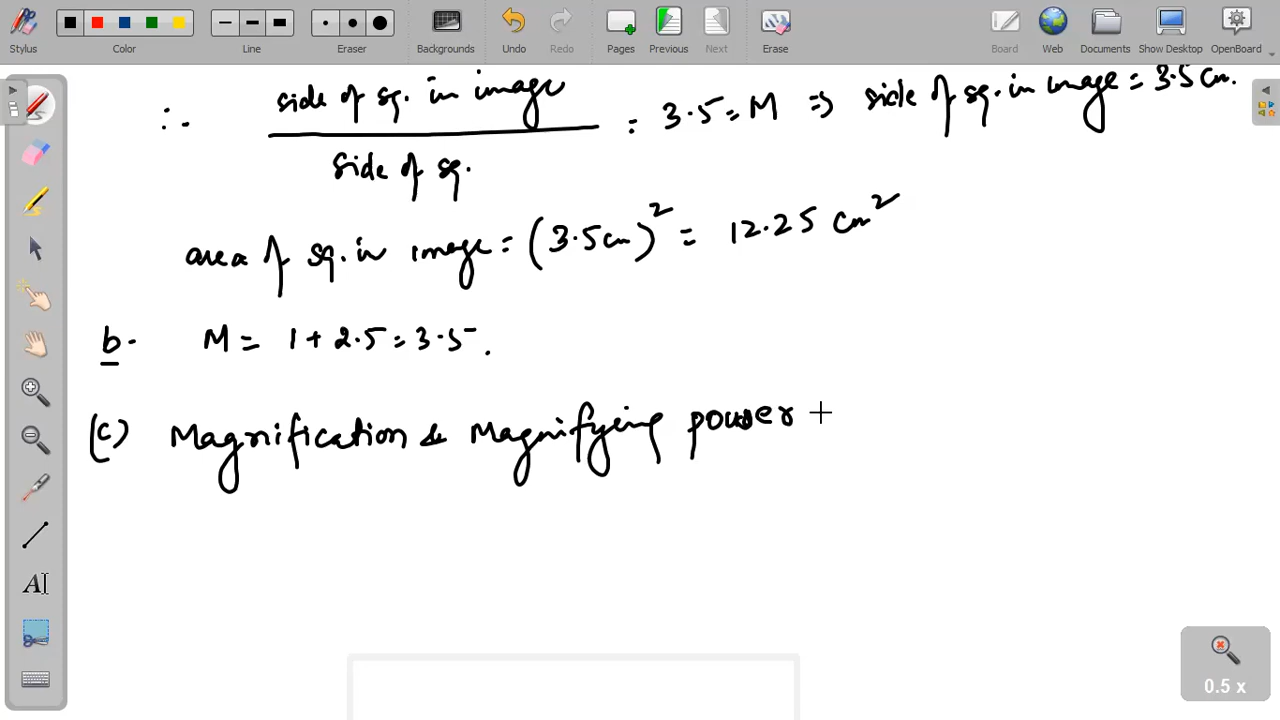 Stylus Color Line Eraser Backgrounds Undo Redo Pages Previous Next Erase Board Web Documents Show Desktop OpenBoard
∴ side of sq. in image / side of sq. = 3.5 = M ⇒ side of sq. in image = 3.5 cm.
area of sq. in image = (3.5cm)² = 12.25 cm²
b. M = 1 + 2.5 = 3.5.
(c) Magnification & Magnifying power
AI
0.5 x